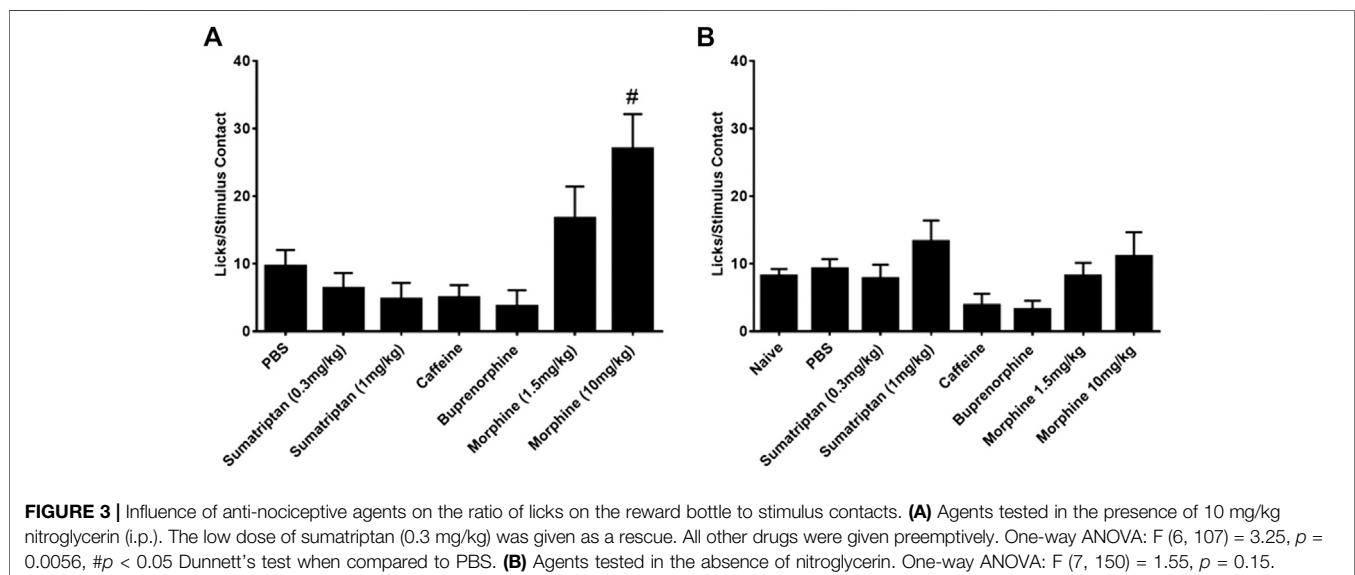 A
B
40
30
20
10
0
Licks/Stimulus Contact
#
PBS
Sumatriptan (0.3mg/kg)
Sumatriptan (1mg/kg)
Caffeine
Buprenorphine
Morphine (1.5mg/kg)
Morphine (10mg/kg)
40
30
20
10
0
Licks/Stimulus Contact
Naive
PBS
Sumatriptan (0.3mg/kg)
Sumatriptan (1mg/kg)
Caffeine
Buprenorphine
Morphine 1.5mg/kg
Morphine 10mg/kg
FIGURE 3 | Influence of anti-nociceptive agents on the ratio of licks on the reward bottle to stimulus contacts. (A) Agents tested in the presence of 10 mg/kg
nitroglycerin (i.p.). The low dose of sumatriptan (0.3 mg/kg) was given as a rescue. All other drugs were given preemptively. One-way ANOVA: F (6, 107) = 3.25, p =
0.0056, #p < 0.05 Dunnett's test when compared to PBS. (B) Agents tested in the absence of nitroglycerin. One-way ANOVA: F (7, 150) = 1.55, p = 0.15.